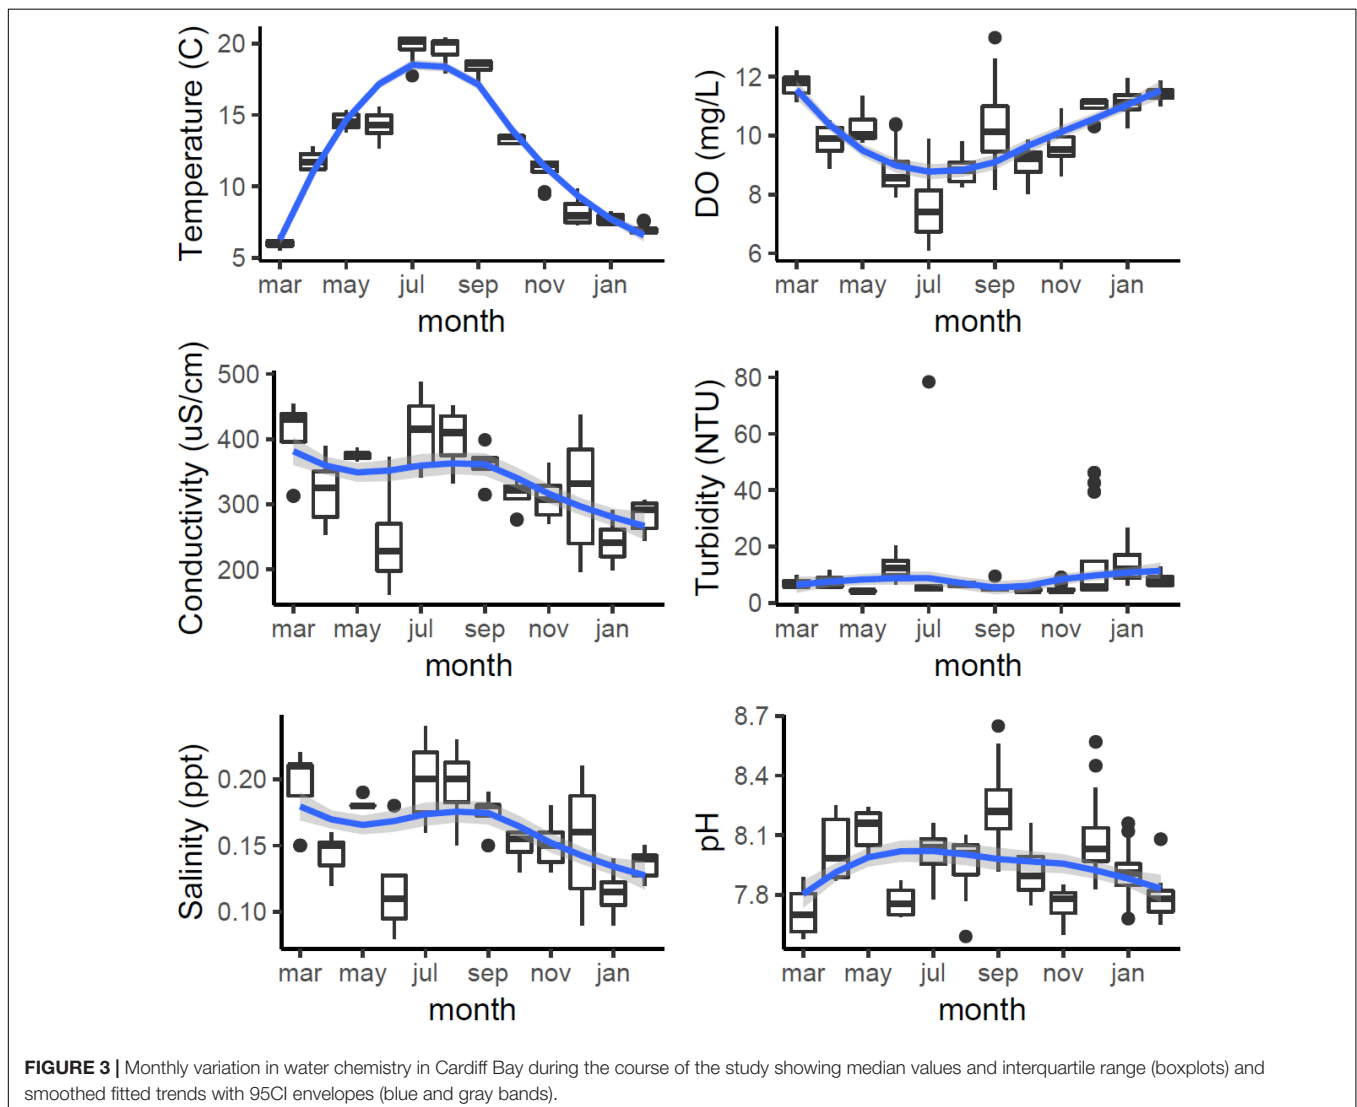 Temperature (C)
20
15
10
5
mar may jul sep nov jan
month
DO (mg/L)
12
10
8
6
mar may jul sep nov jan
month
Conductivity (uS/cm)
500
400
300
200
mar may jul sep nov jan
month
Turbidity (NTU)
80
60
40
20
0
mar may jul sep nov jan
month
Salinity (ppt)
0.20
0.15
0.10
mar may jul sep nov jan
month
pH
8.7
8.4
8.1
7.8
mar may jul sep nov jan
month
FIGURE 3 | Monthly variation in water chemistry in Cardiff Bay during the course of the study showing median values and interquartile range (boxplots) and
smoothed fitted trends with 95CI envelopes (blue and gray bands).